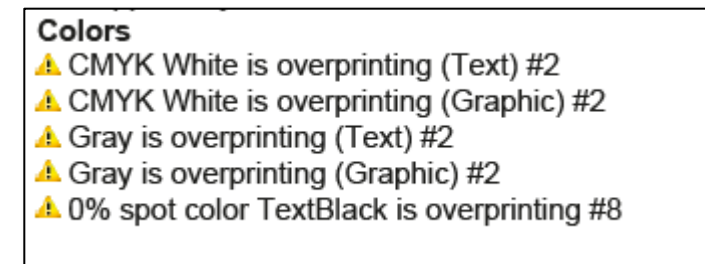 Colors
CMYK White is overprinting (Text) #2
CMYK White is overprinting (Graphic) #2
Gray is overprinting (Text) #2
Gray is overprinting (Graphic) #2
0% spot color TextBlack is overprinting #8